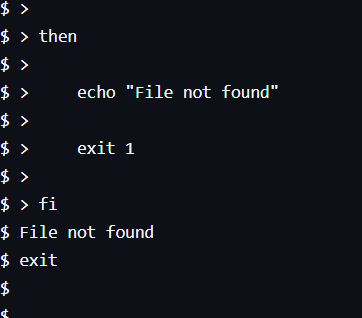 $ >
$ > then
$ >
$ >     echo "File not found"
$ >
$ >     exit 1
$ >
$ > fi
$ File not found
$ exit
$
$